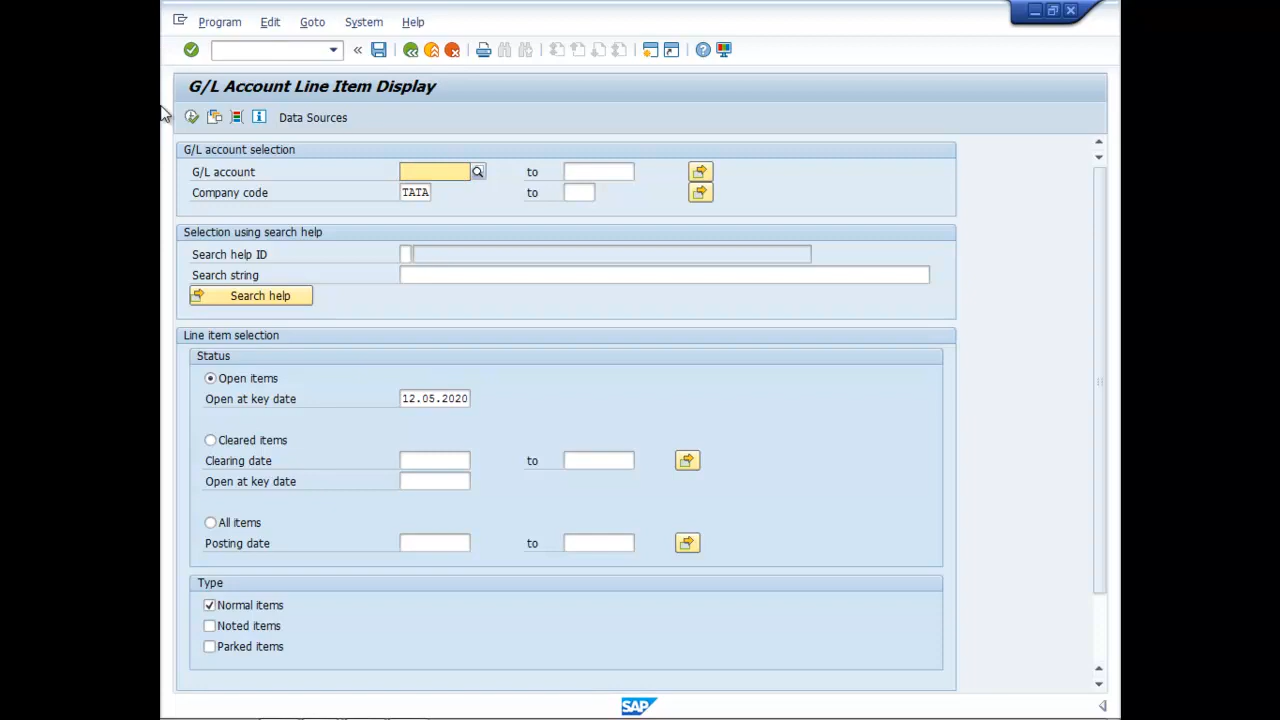 Program Edit Goto System Help
G/L Account Line Item Display
Data Sources
G/L account selection
G/L account to
Company code TATA to
Selection using search help
Search help ID
Search string
Search help
Line item selection
Status
Open items
Open at key date 12.05.2020
Cleared items
Clearing date to
Open at key date
All items
Posting date to
Type
Normal items
Noted items
Parked items
SAP